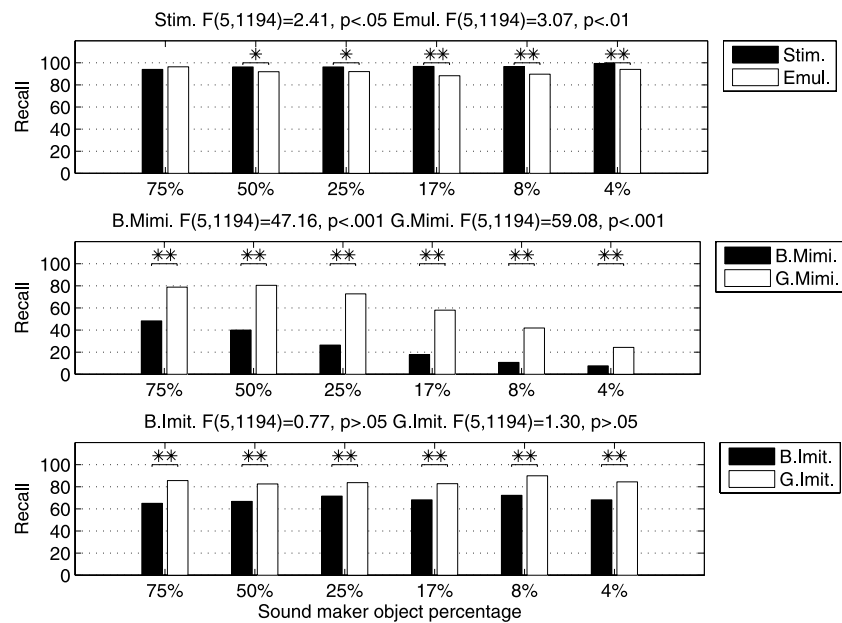 Stim. F(5,1194)=2.41, p<.05 Emul. F(5,1194)=3.07, p<.01
Recall
100
80
60
40
20
0
* * ** ** **
75% 50% 25% 17% 8% 4%
Stim.
Emul.
B.Mimi. F(5,1194)=47.16, p<.001 G.Mimi. F(5,1194)=59.08, p<.001
Recall
100
80
60
40
20
0
** ** ** ** ** **
75% 50% 25% 17% 8% 4%
B.Mimi.
G.Mimi.
B.Imit. F(5,1194)=0.77, p>.05 G.Imit. F(5,1194)=1.30, p>.05
Recall
100
80
60
40
20
0
** ** ** ** ** **
75% 50% 25% 17% 8% 4%
B.Imit.
G.Imit.
Sound maker object percentage